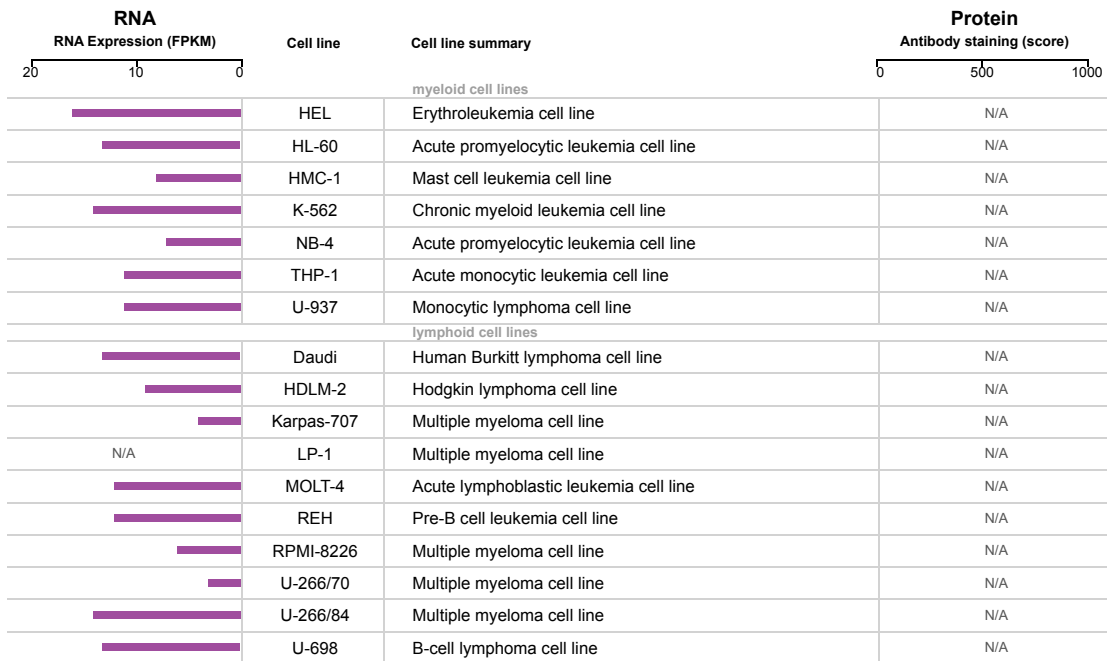 RNA Protein
RNA Expression (FPKM) Cell line Cell line summary Antibody staining (score)
20 10 0 0 500 1000
myeloid cell lines
HEL Erythroleukemia cell line N/A
HL-60 Acute promyelocytic leukemia cell line N/A
HMC-1 Mast cell leukemia cell line N/A
K-562 Chronic myeloid leukemia cell line N/A
NB-4 Acute promyelocytic leukemia cell line N/A
THP-1 Acute monocytic leukemia cell line N/A
U-937 Monocytic lymphoma cell line N/A
lymphoid cell lines
Daudi Human Burkitt lymphoma cell line N/A
HDLM-2 Hodgkin lymphoma cell line N/A
Karpas-707 Multiple myeloma cell line N/A
N/A LP-1 Multiple myeloma cell line N/A
MOLT-4 Acute lymphoblastic leukemia cell line N/A
REH Pre-B cell leukemia cell line N/A
RPMI-8226 Multiple myeloma cell line N/A
U-266/70 Multiple myeloma cell line N/A
U-266/84 Multiple myeloma cell line N/A
U-698 B-cell lymphoma cell line N/A